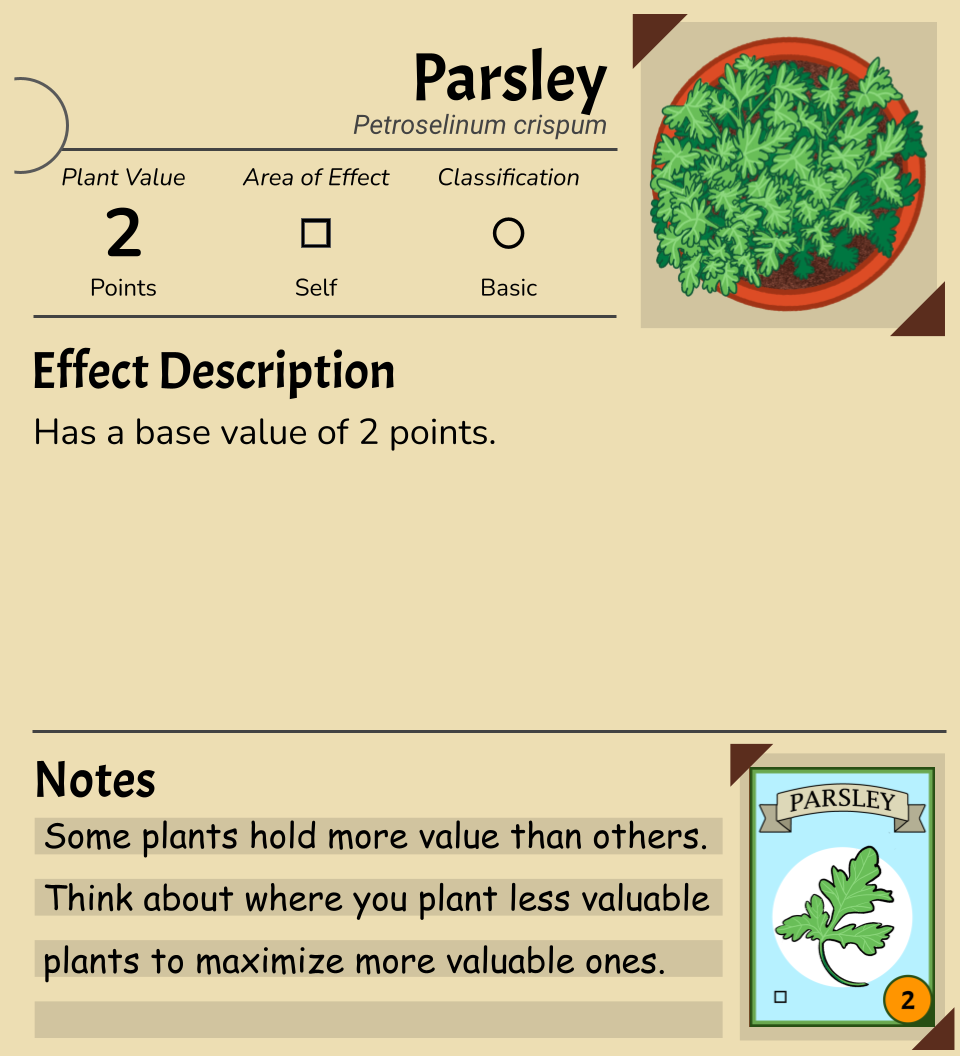 Parsley
Petroselinum crispum
Plant Value
Area of Effect
Classification
2
Points
Self
Basic
Effect Description
Has a base value of 2 points.
Notes
Some plants hold more value than others.
Think about where you plant less valuable
plants to maximize more valuable ones.
PARSLEY
2